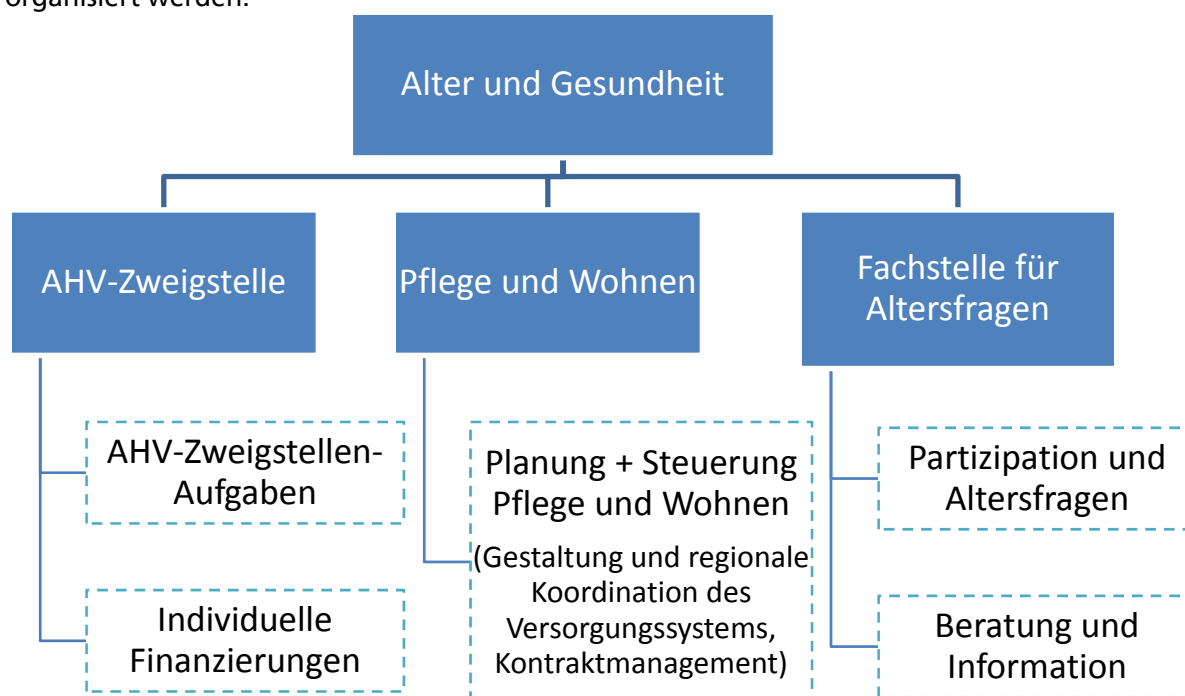 organisiert werden.
Alter und Gesundheit
AHV-Zweigstelle
Pflege und Wohnen
Fachstelle für
Altersfragen
AHV-Zweigstellen-
Aufgaben
Individuelle
Finanzierungen
Planung + Steuerung
Pflege und Wohnen
(Gestaltung und regionale
Koordination des
Versorgungssystems,
Kontraktmanagement)
Partizipation und
Altersfragen
Beratung und
Information